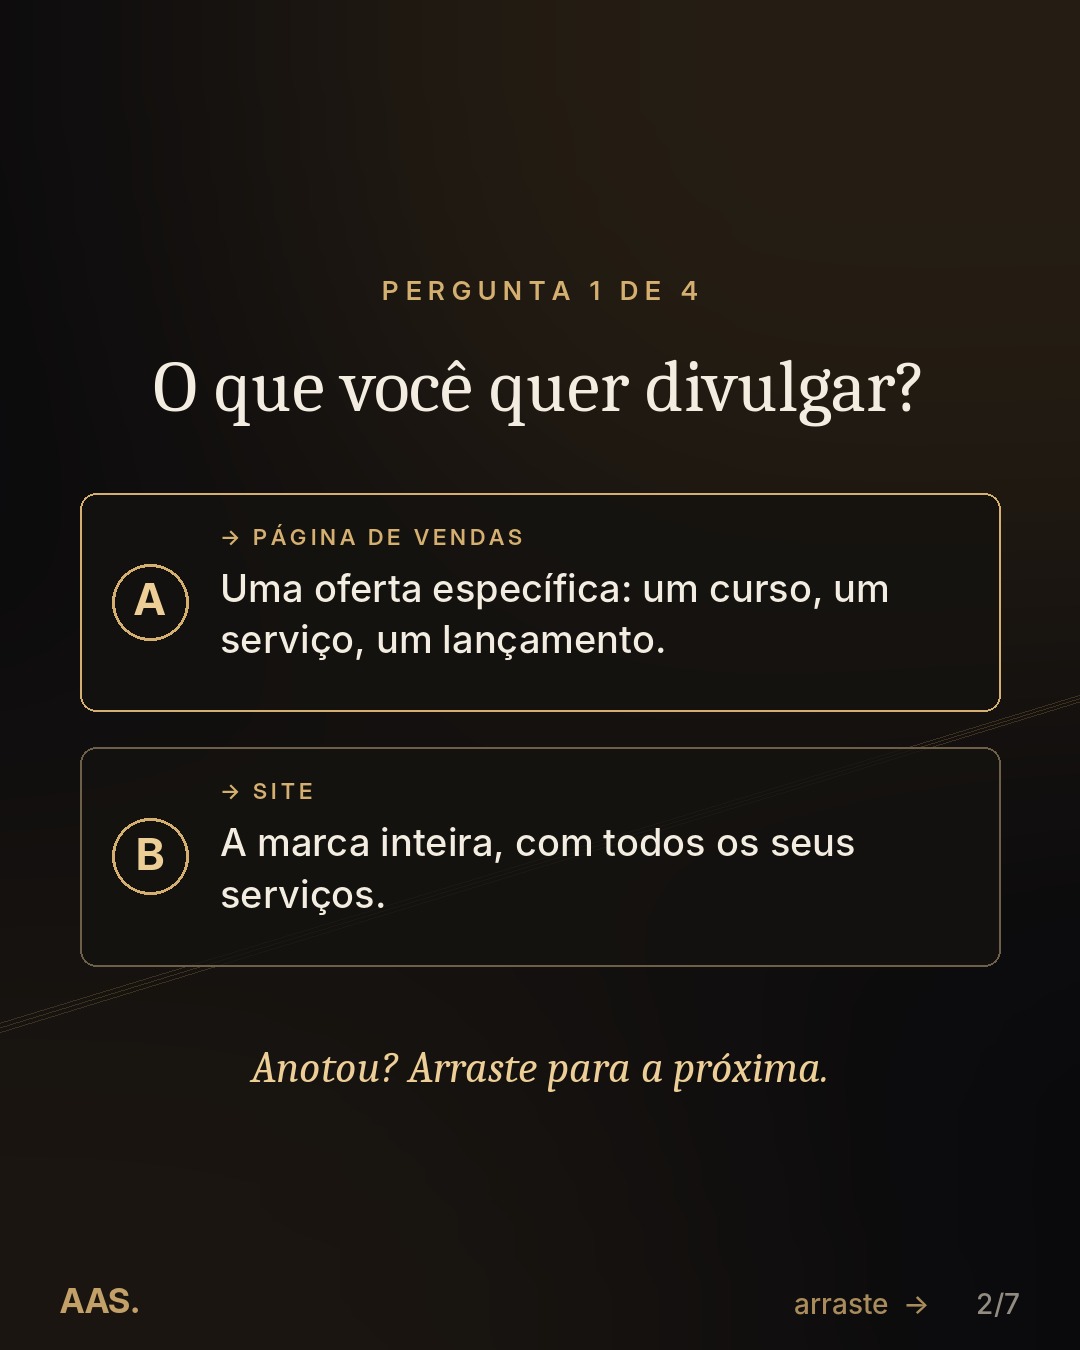 PERGUNTA 1 DE 4
O que você quer divulgar?
→ PÁGINA DE VENDAS
A
Uma oferta específica: um curso, um
serviço, um lançamento.
→ SITE
B
A marca inteira, com todos os seus
serviços.
Anotou? Arraste para a próxima.
AAS.
arraste → 2/7